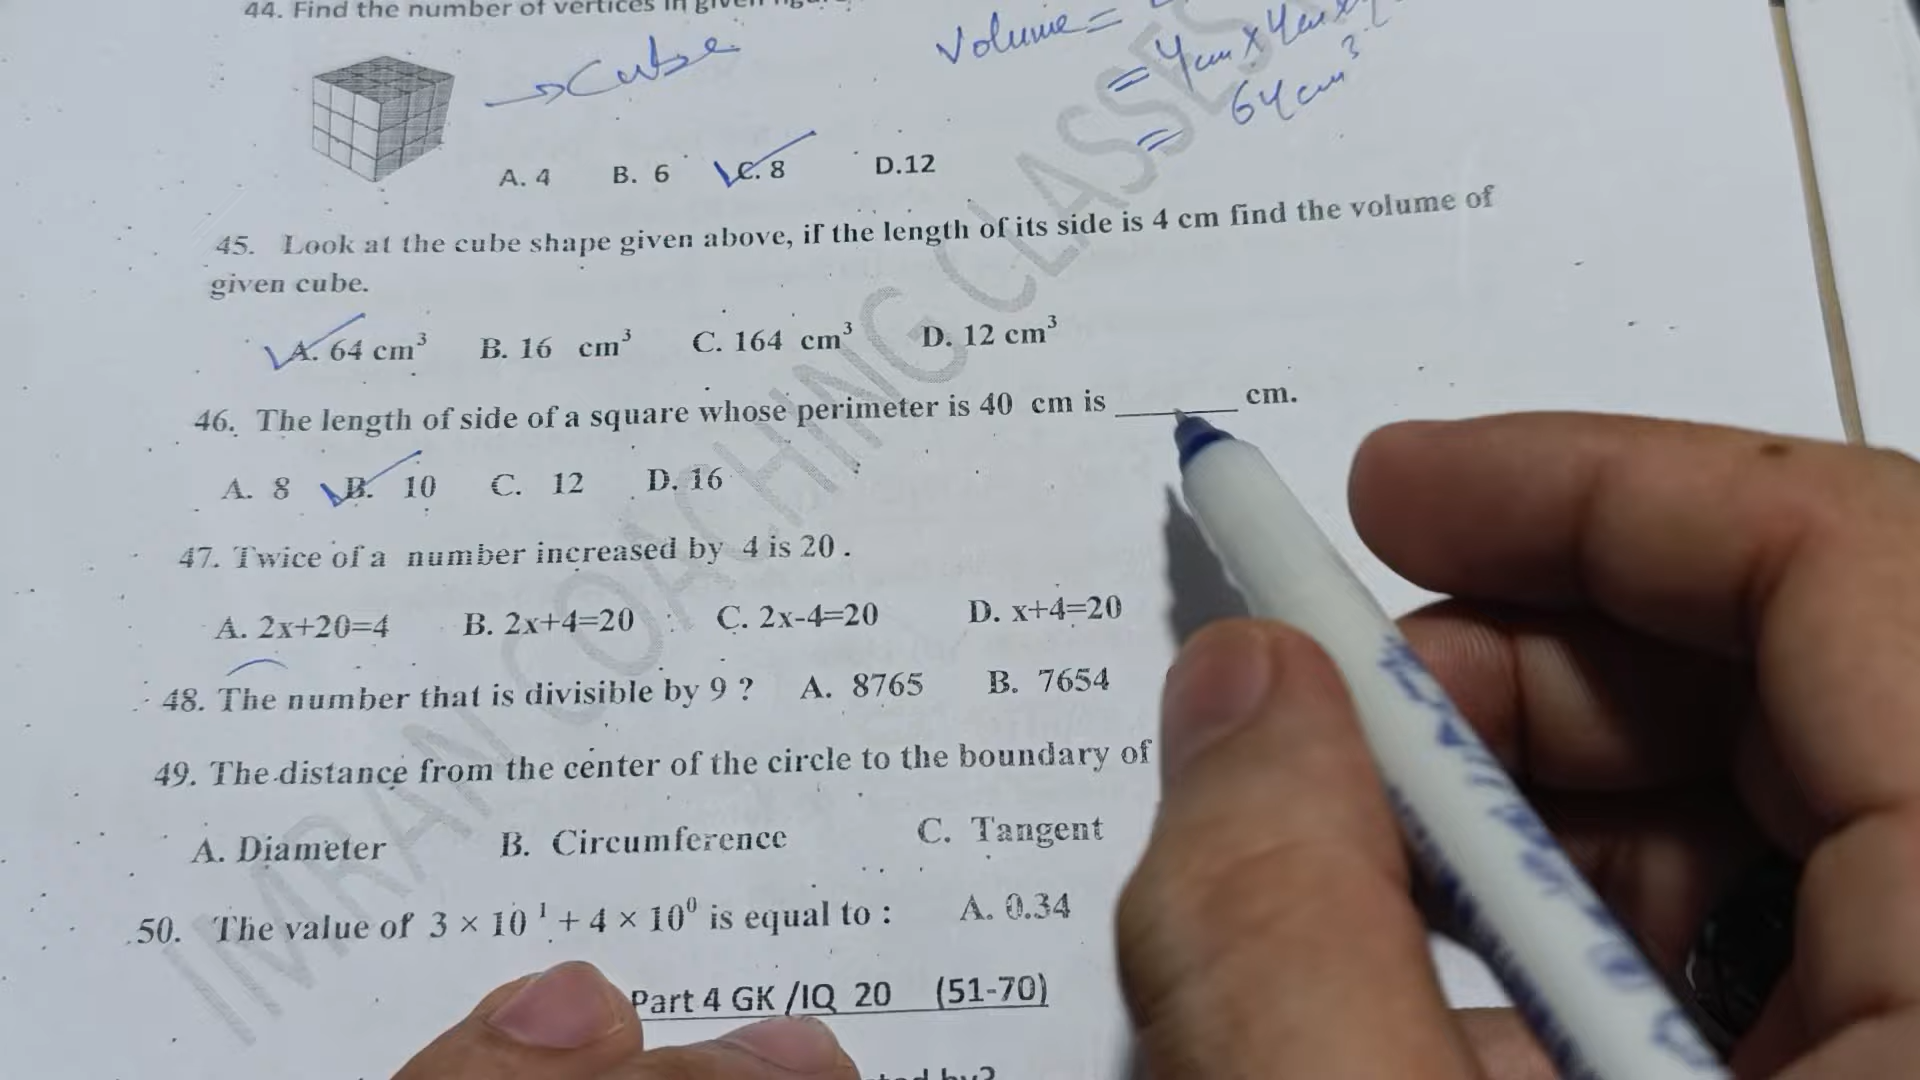 44. Find the number of vertices in given
Volume =
→ Cube
= 4cm x 4cm x
= 64cm³
A. 4 B. 6 C. 8 D.12
45. Look at the cube shape given above, if the length of its side is 4 cm find the volume of
given cube.
A. 64 cm³ B. 16 cm³ C. 164 cm³ D. 12 cm³
46. The length of side of a square whose perimeter is 40 cm is ________ cm.
A. 8 B. 10 C. 12 D. 16
47. Twice of a number increased by 4 is 20 .
A. 2x+20=4 B. 2x+4=20 C. 2x-4=20 D. x+4=20
48. The number that is divisible by 9 ? A. 8765 B. 7654
49. The distance from the center of the circle to the boundary of
A. Diameter B. Circumference C. Tangent
50. The value of 3 × 10¹ + 4 × 10⁰ is equal to : A. 0.34
Part 4 GK /IQ 20 (51-70)
IMRAN COACHING CLASSES